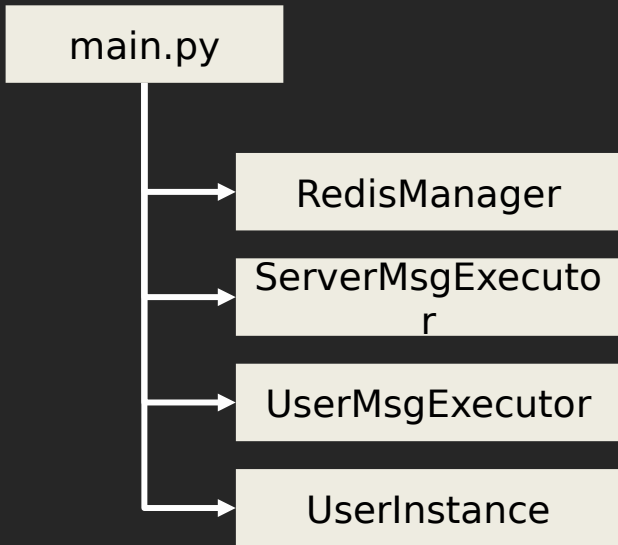 main.py
RedisManager
ServerMsgExecuto
r
UserMsgExecutor
UserInstance